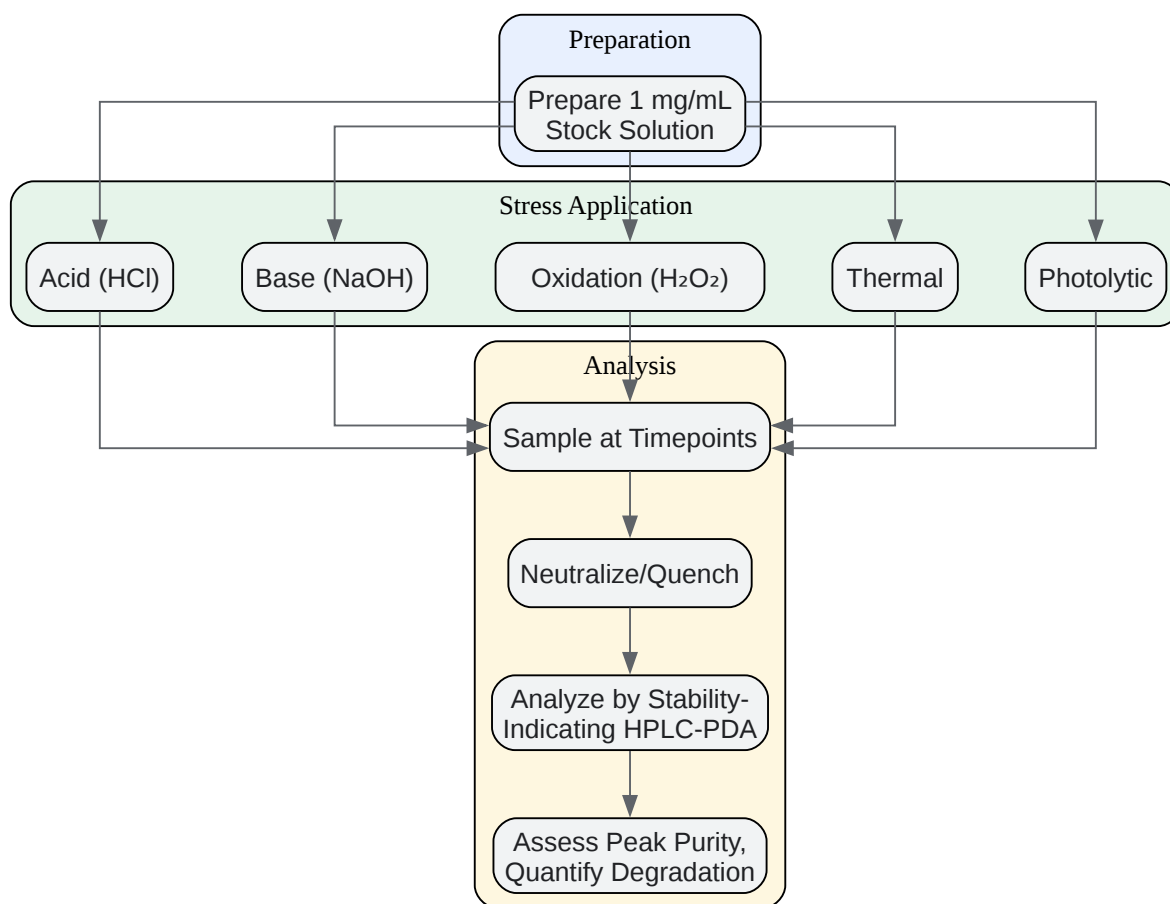 Preparation
Prepare 1 mg/mL
Stock Solution
Stress Application
Acid (HCl)
Base (NaOH)
Oxidation (H₂O₂)
Thermal
Photolytic
Analysis
Sample at Timepoints
Neutralize/Quench
Analyze by Stability-
Indicating HPLC-PDA
Assess Peak Purity,
Quantify Degradation